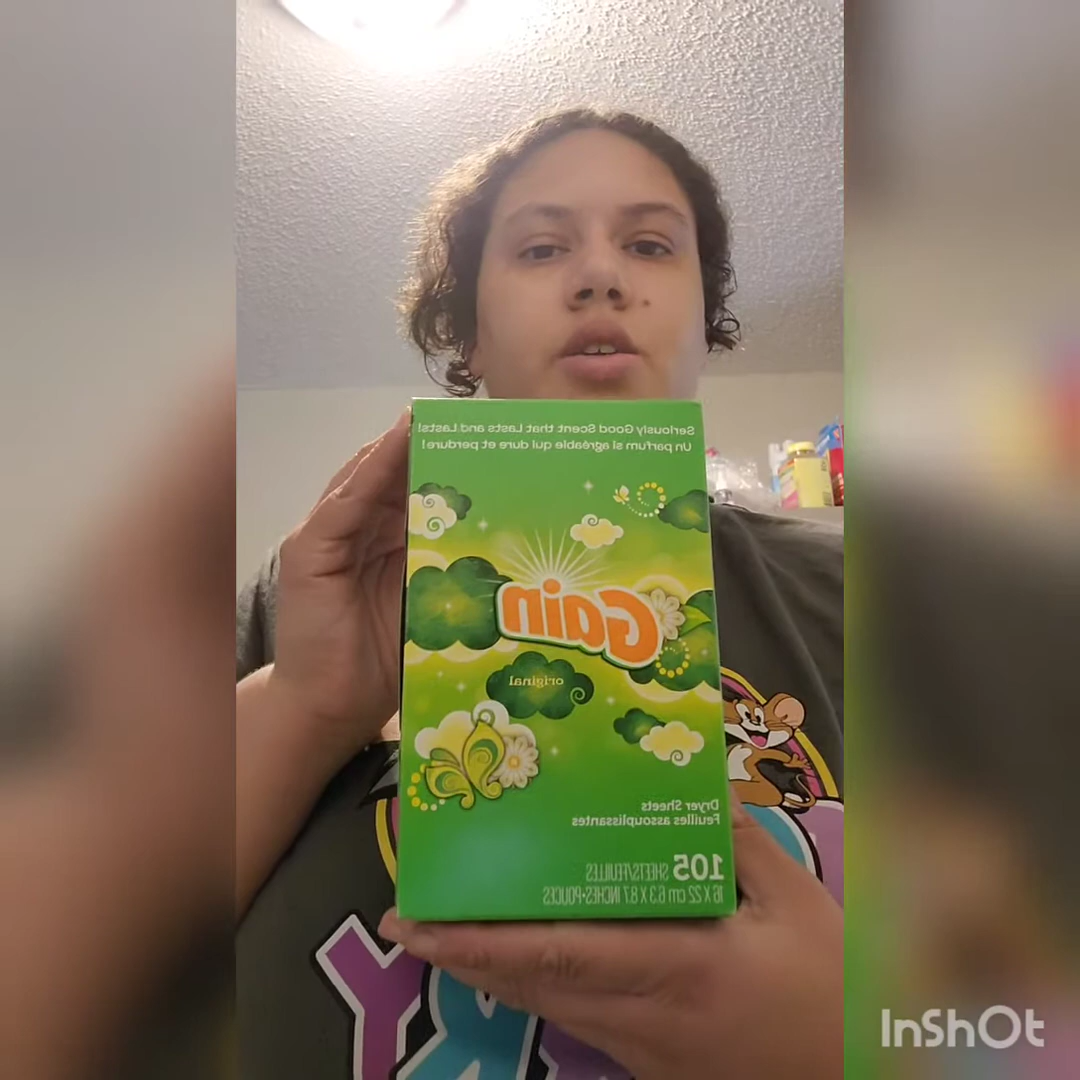 Seriously Good Scent that Lasts and Lasts!
Un parfum si agréable qui dure et perdure!
Gain
original
Dryer Sheets
Feuilles assouplissantes
105 SHEETS/FEUILLES
16 X 22 cm 6.3 X 8.7 INCHES•POUCES
RY
InShOt